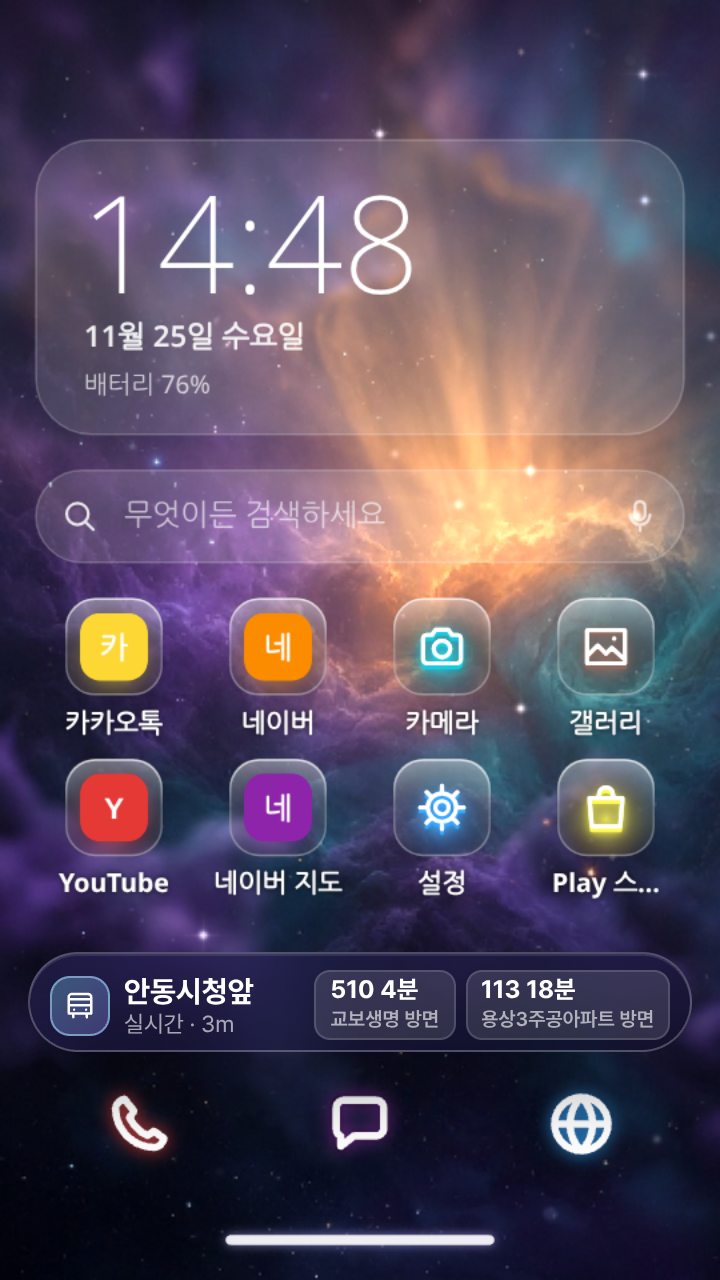 14:48
11월 25일 수요일
배터리 76%
무엇이든 검색하세요
카 네
카카오톡 네이버 카메라 갤러리
Y 네
YouTube 네이버 지도 설정 Play 스...
안동시청앞 510 4분 113 18분
실시간 · 3m 교보생명 방면 용상3주공아파트 방면